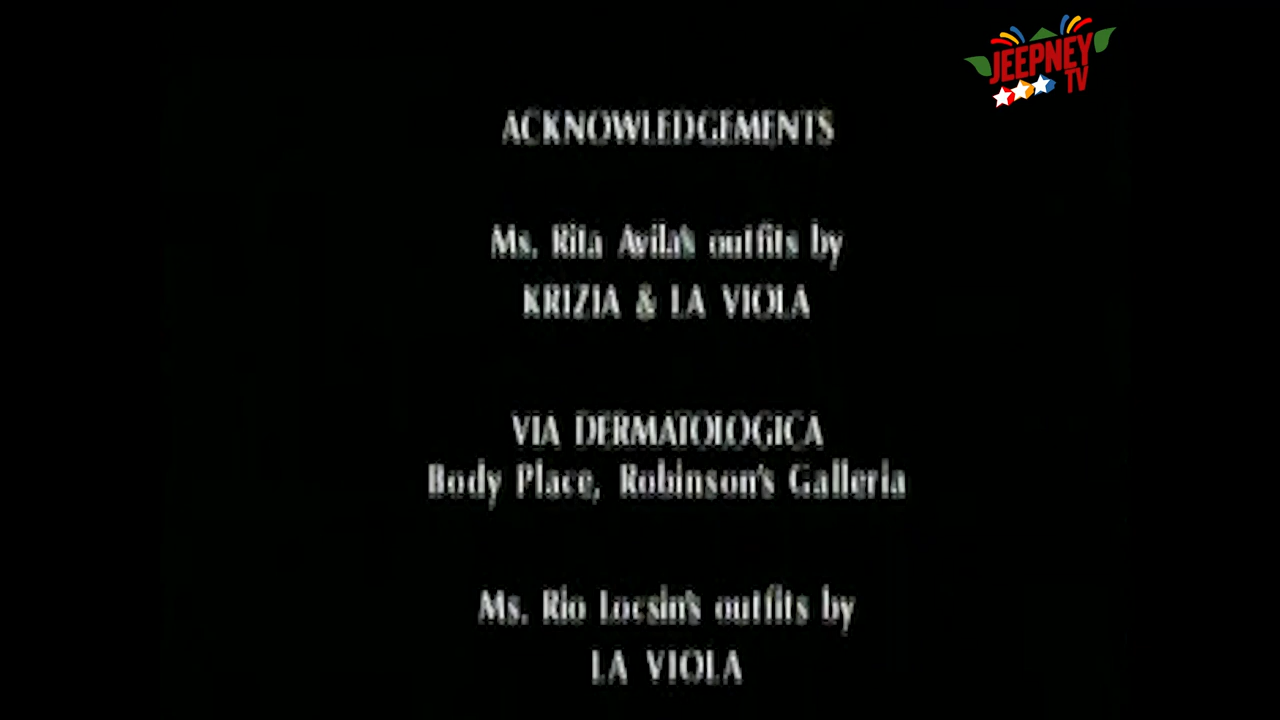 JEEPNEY
TV
ACKNOWLEDGEMENTS
Ms. Rita Avila's outfits by
KRIZIA & LA VIOLA
VIA DERMATOLOGICA
Body Place, Robinson's Galleria
Ms. Rio Locsin's outfits by
LA VIOLA